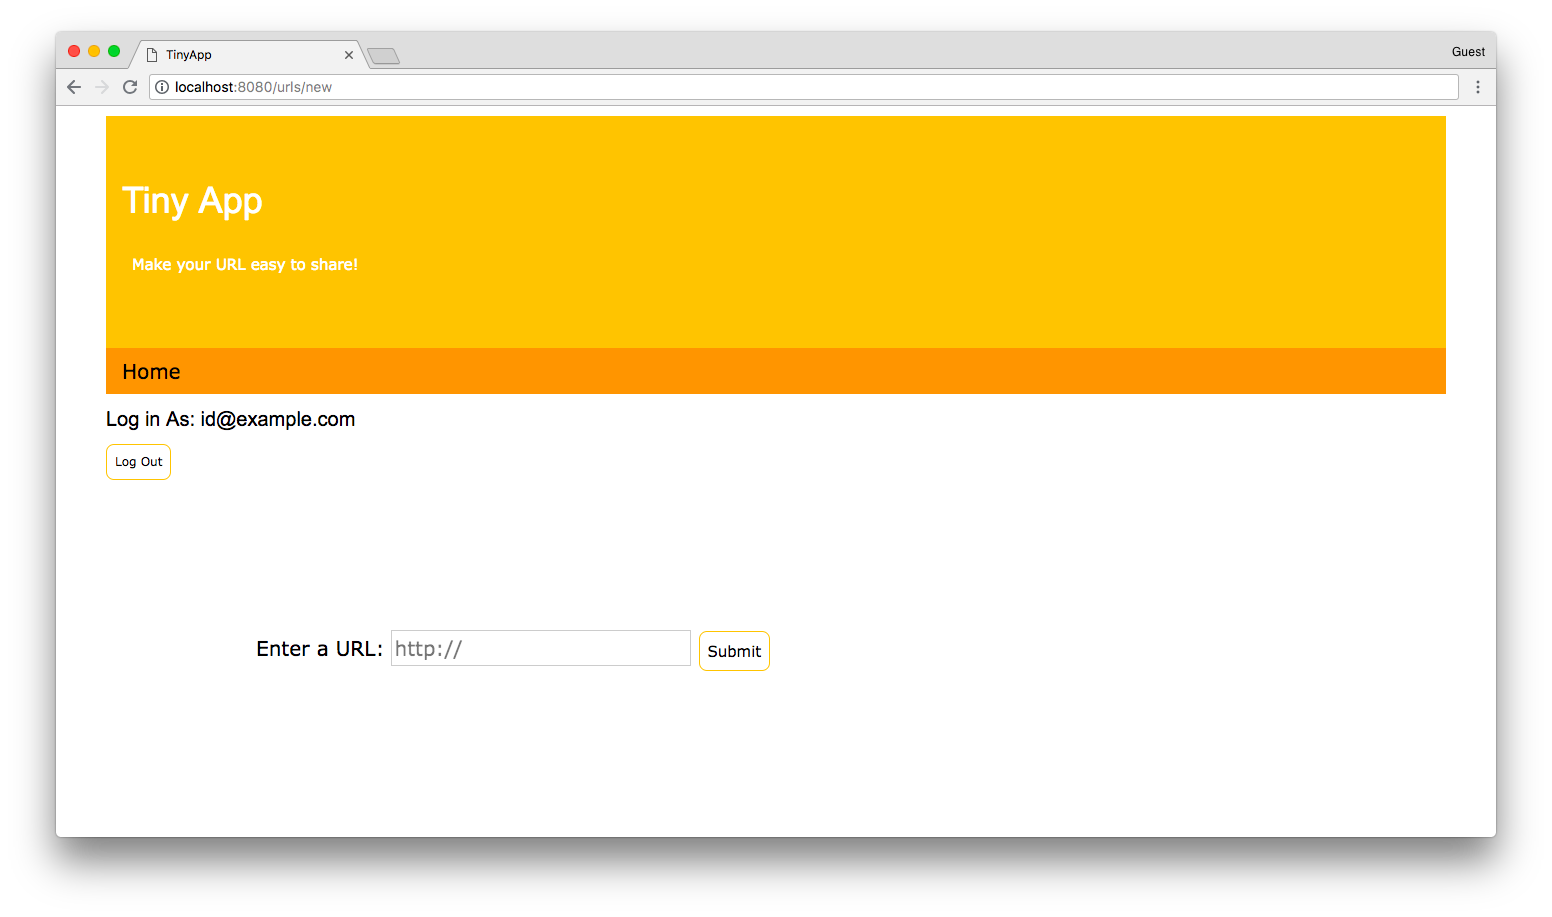 TinyApp
Guest
localhost:8080/urls/new
Tiny App
Make your URL easy to share!
Home
Log in As: id@example.com
Log Out
Enter a URL: http:// Submit